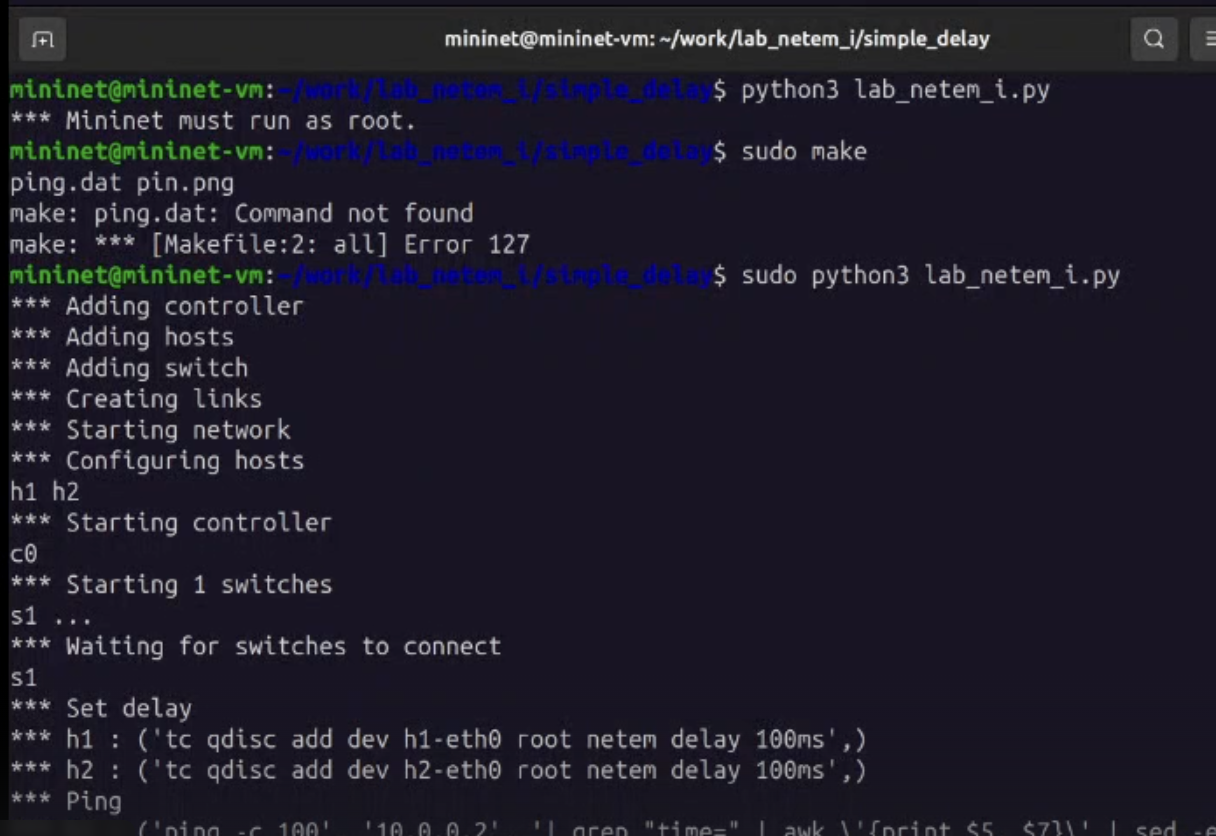 mininet@mininet-vm: ~/work/lab_netem_i/simple_delay
mininet@mininet-vm:~/work/lab_netem_i/simple_delay$ python3 lab_netem_i.py
*** Mininet must run as root.
mininet@mininet-vm:~/work/lab_netem_i/simple_delay$ sudo make
ping.dat pin.png
make: ping.dat: Command not found
make: *** [Makefile:2: all] Error 127
mininet@mininet-vm:~/work/lab_netem_i/simple_delay$ sudo python3 lab_netem_i.py
*** Adding controller
*** Adding hosts
*** Adding switch
*** Creating links
*** Starting network
*** Configuring hosts
h1 h2
*** Starting controller
c0
*** Starting 1 switches
s1 ...
*** Waiting for switches to connect
s1
*** Set delay
*** h1 : ('tc qdisc add dev h1-eth0 root netem delay 100ms',)
*** h2 : ('tc qdisc add dev h2-eth0 root netem delay 100ms',)
*** Ping
('ping -c 100', '10.0.0.2', '| grep "time=" | awk \'{print $5, $7}\' | sed -e